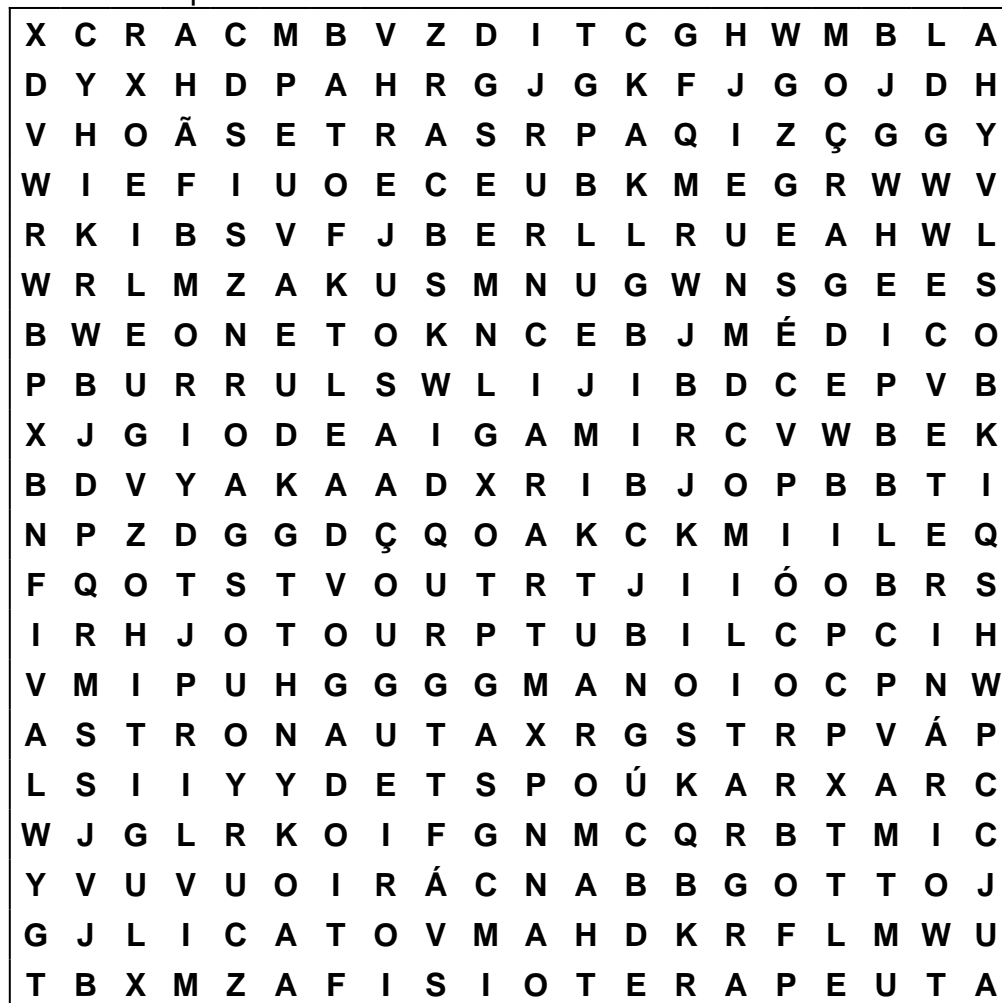 X C R A C M B V Z D I T C G H W M B L A
D Y X H D P A H R G J G K F J G O J D H
V H O Ã S E T R A S R P A Q I Z Ç G G Y
W I E F I U O E C E U B K M E G R W W V
R K I B S V F J B E R L L R U E A H W L
W R L M Z A K U S M N U G W N S G E E S
B W E O N E T O K N C E B J M É D I C O
P B U R R U L S W L I J I B D C E P V B
X J G I O D E A I G A M I R C V W B E K
B D V Y A K A A D X R I B J O P B B T I
N P Z D G G D Ç Q O A K C K M I I L E Q
F Q O T S T V O U T R T J I I Ó O B R S
I R H J O T O U R P T U B I L C P C I H
V M I P U H G G G G M A N O I O C P N W
A S T R O N A U T A X R G S T R P V Á P
L S I I Y Y D E T S P O Ú K A R X A R C
W J G L R K O I F G N M C Q R B T M I C
Y V U V U O I R Á C N A B B G O T T O J
G J L I C A T O V M A H D K R F L M W U
T B X M Z A F I S I O T E R A P E U T A